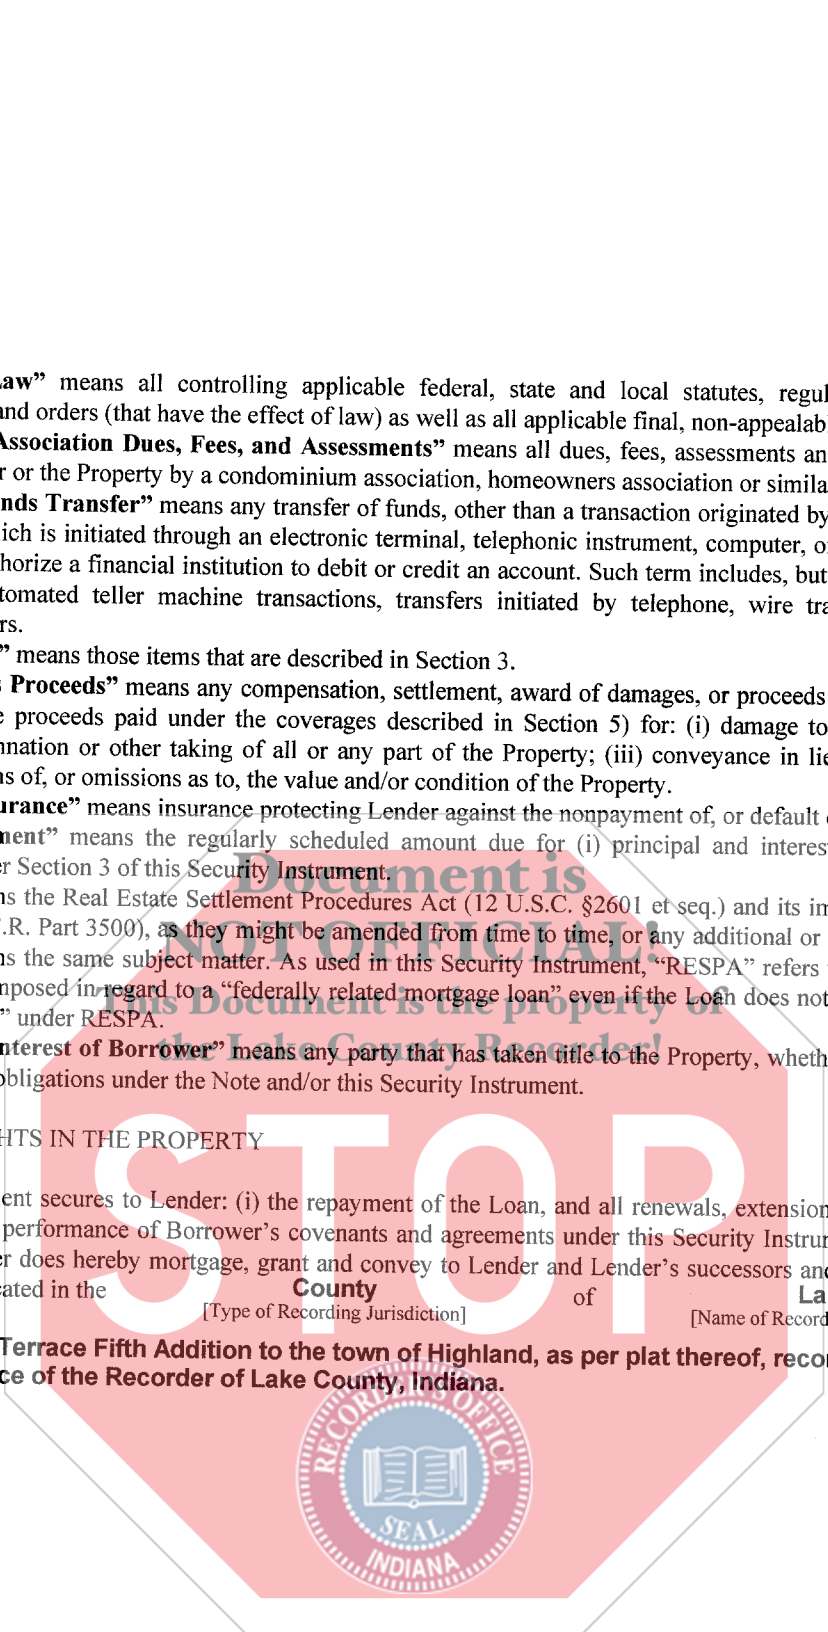 Law” means all controlling applicable federal, state and local statutes, regul
and orders (that have the effect of law) as well as all applicable final, non-appealab
Association Dues, Fees, and Assessments” means all dues, fees, assessments an
r or the Property by a condominium association, homeowners association or simila
nds Transfer” means any transfer of funds, other than a transaction originated by
ich is initiated through an electronic terminal, telephonic instrument, computer, o
horize a financial institution to debit or credit an account. Such term includes, but
tomated teller machine transactions, transfers initiated by telephone, wire tra
rs.
” means those items that are described in Section 3.
s Proceeds” means any compensation, settlement, award of damages, or proceeds
e proceeds paid under the coverages described in Section 5) for: (i) damage to
nnation or other taking of all or any part of the Property; (iii) conveyance in lie
ns of, or omissions as to, the value and/or condition of the Property.
urance” means insurance protecting Lender against the nonpayment of, or default
ment” means the regularly scheduled amount due for (i) principal and interes
r Section 3 of this Security Instrument.
ns the Real Estate Settlement Procedures Act (12 U.S.C. §2601 et seq.) and its im
.R. Part 3500), as they might be amended from time to time, or any additional or
ns the same subject matter. As used in this Security Instrument, “RESPA” refers
mposed in regard to a “federally related mortgage loan” even if the Loan does not
” under RESPA.
nterest of Borrower” means any party that has taken title to the Property, wheth
obligations under the Note and/or this Security Instrument.
Document is
NOT OFFICIAL!
This Document is the property of
the Lake County Recorder!
HTS IN THE PROPERTY
STOP
ent secures to Lender: (i) the repayment of the Loan, and all renewals, extension
performance of Borrower’s covenants and agreements under this Security Instru
r does hereby mortgage, grant and convey to Lender and Lender’s successors and
ated in the County of La
[Type of Recording Jurisdiction] [Name of Record
Terrace Fifth Addition to the town of Highland, as per plat thereof, reco
ce of the Recorder of Lake County, Indiana.
RECORDER'S OFFICE
SEAL
INDIANA